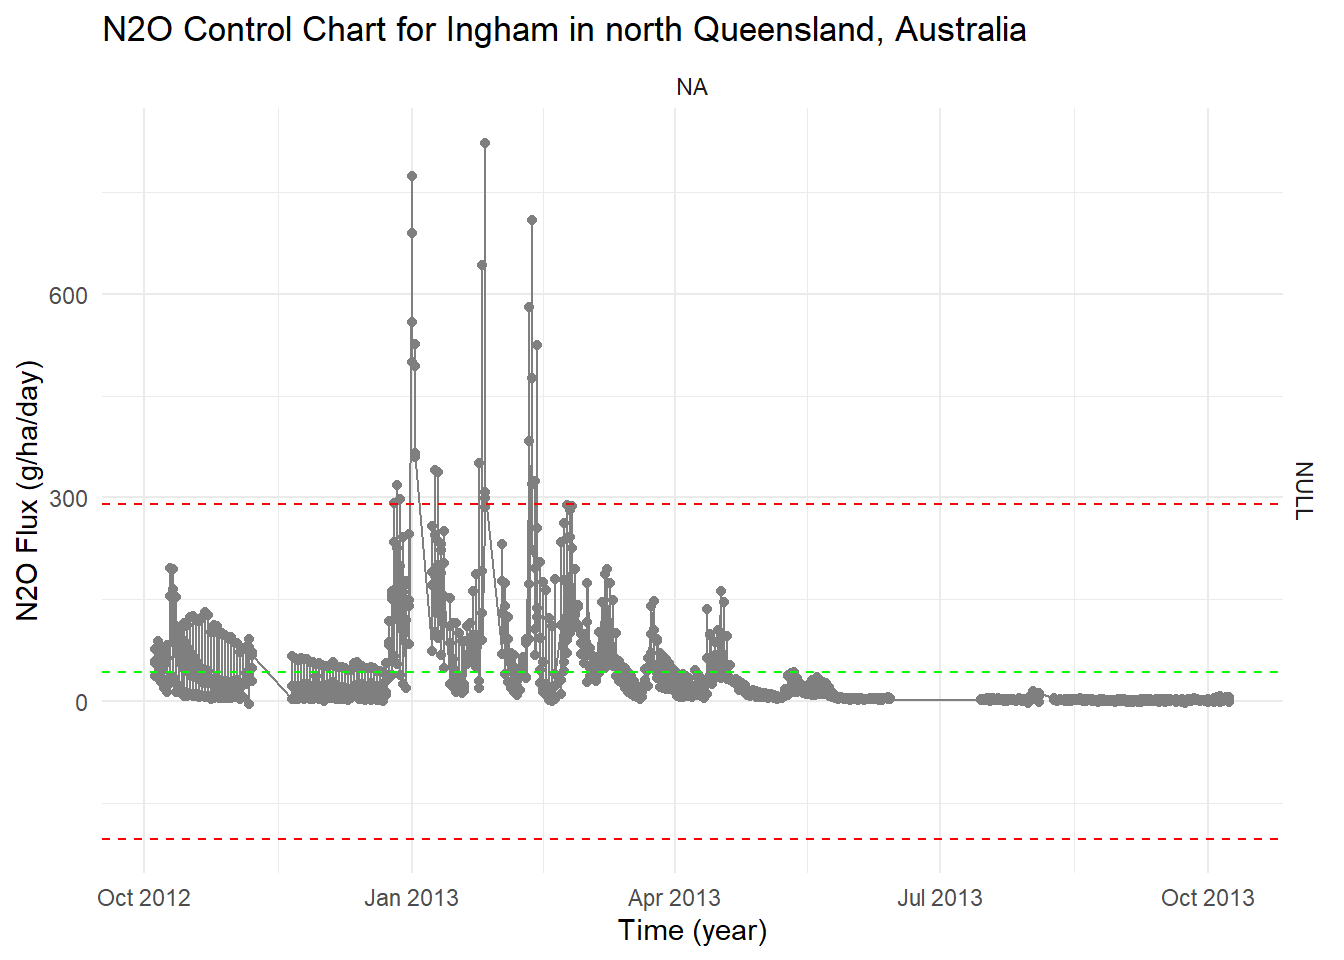 N2O Control Chart for Ingham in north Queensland, Australia
NA
N2O Flux (g/ha/day)
600
300
0
NULL
Oct 2012 Jan 2013 Apr 2013 Jul 2013 Oct 2013
Time (year)